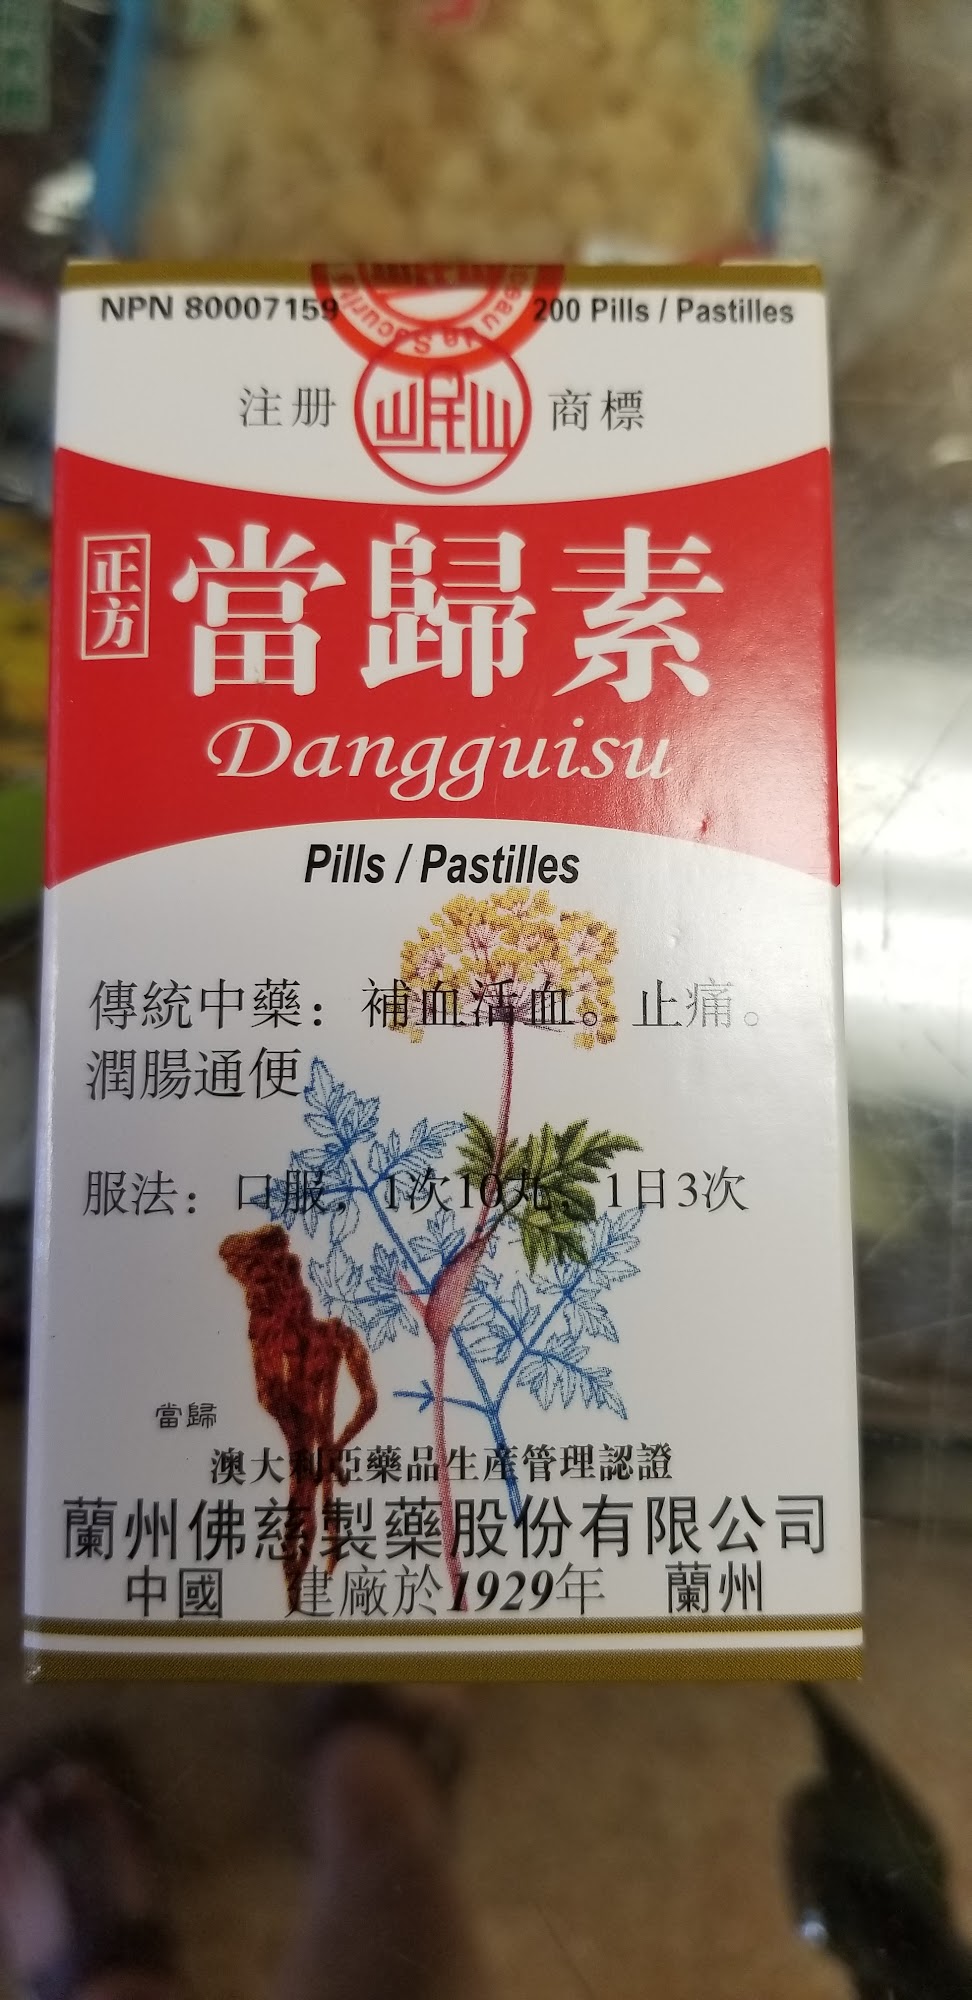 NPN 80007159
200 Pills / Pastilles
注册 岷山 商標
正方
當歸素
Dangguisu
Pills / Pastilles
傳統中藥：補血活血。止痛。
潤腸通便
服法：口服，1次10丸，1日3次
當歸
澳大利亞藥品生産管理認證
蘭州佛慈製藥股份有限公司
中國 建廠於1929年 蘭州